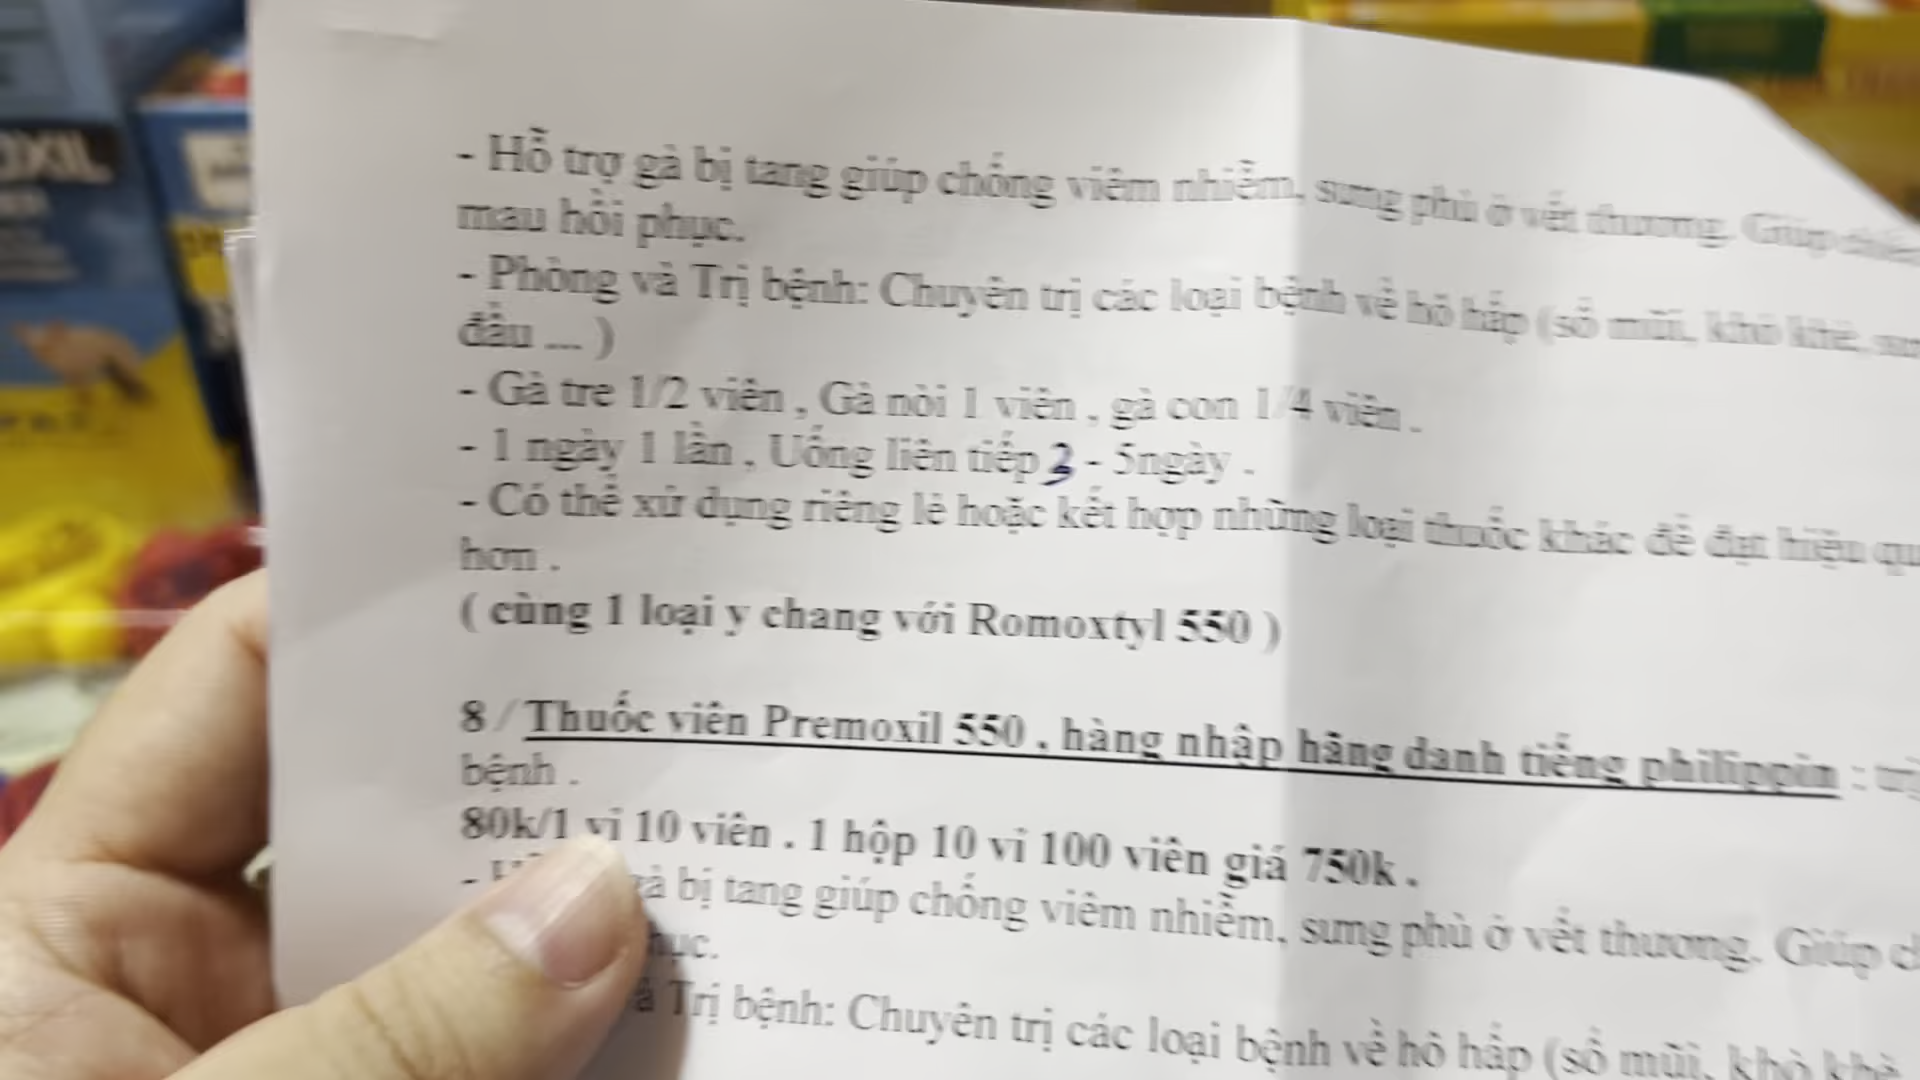 - Hỗ trợ gà bị tang giúp chống viêm nhiễm, sưng phù ở vết thương. Giúp
mau hồi phục.
- Phòng và Trị bệnh: Chuyên trị các loại bệnh về hô hấp (sổ mũi, khò khè,
đầu ... )
- Gà tre 1/2 viên , Gà nòi 1 viên , gà con 1/4 viên .
- 1 ngày 1 lần , Uống liên tiếp 3 - 5ngày .
- Có thể xử dụng riêng lẻ hoặc kết hợp những loại thuốc khác để đạt hiệu
hơn .
( cùng 1 loại y chang với Romoxtyl 550 )
8 / Thuốc viên Premoxil 550 , hàng nhập hãng danh tiếng philippin :
bệnh .
80k/1 vỉ 10 viên . 1 hộp 10 vỉ 100 viên giá 750k .
gà bị tang giúp chống viêm nhiễm, sưng phù ở vết thương. Giúp
Trị bệnh: Chuyên trị các loại bệnh về hô hấp (sổ mũi, khò khè